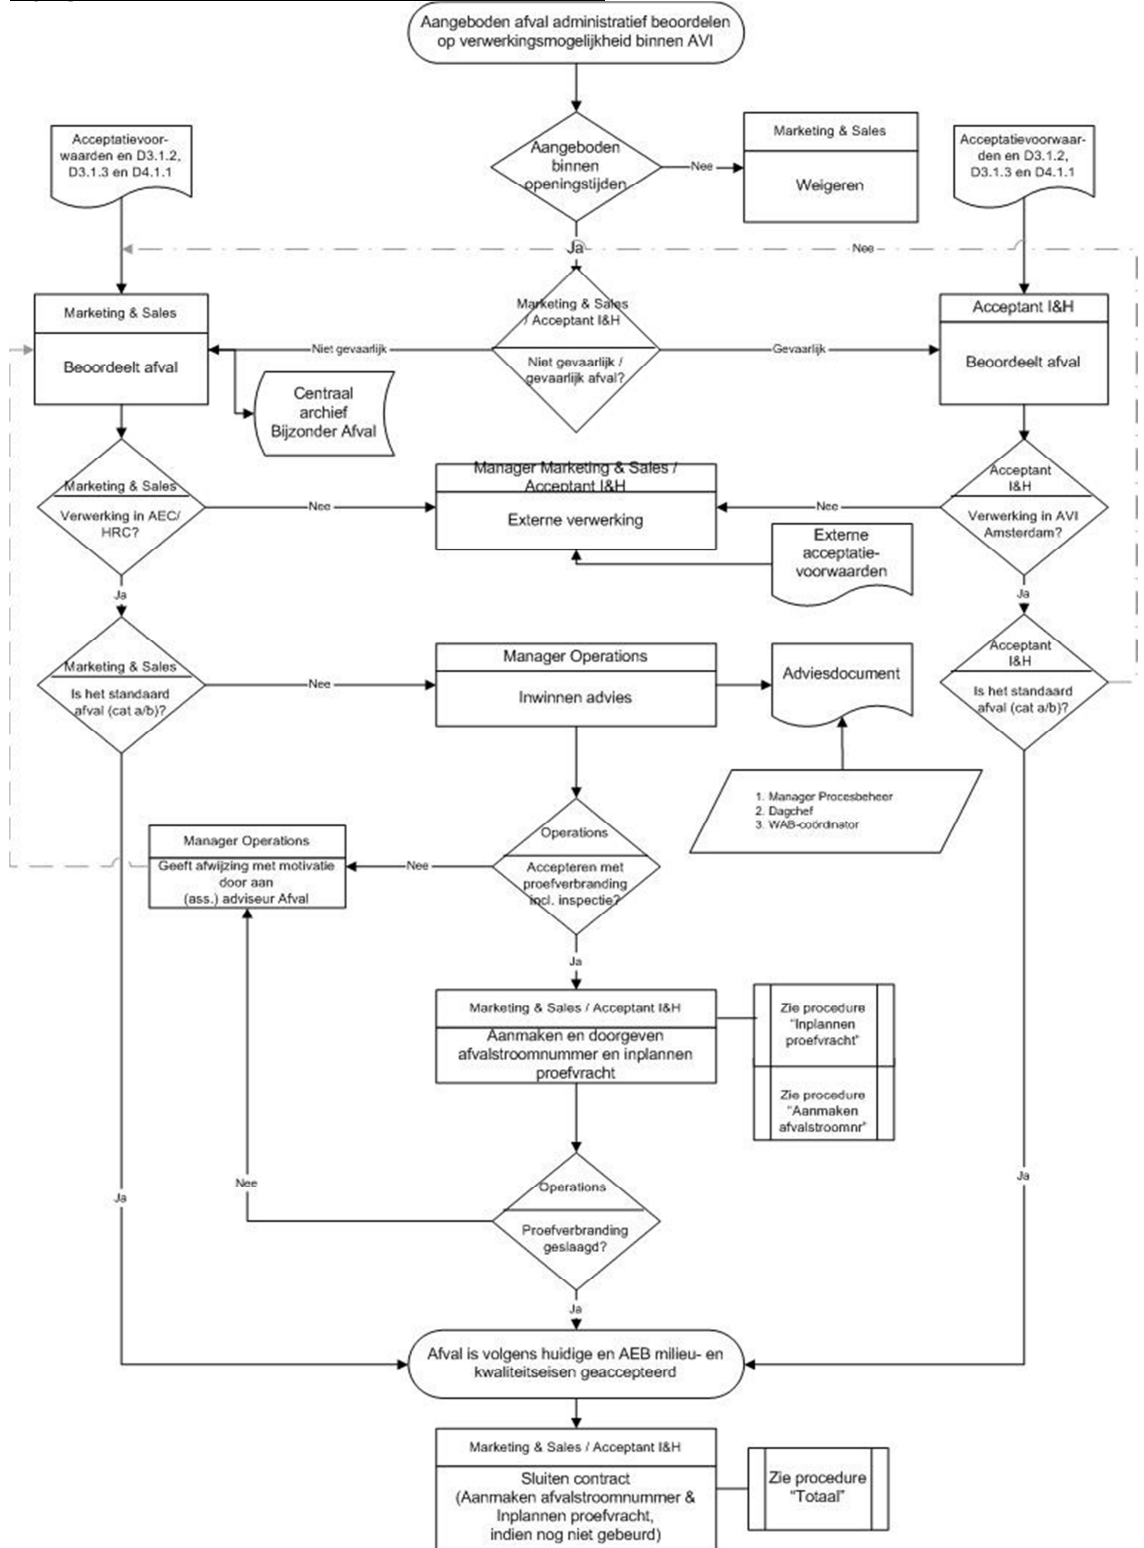 Aangeboden afval administratief beoordelen
op verwerkingsmogelijkheid binnen AVI
Acceptatievoor-
waarden en D3.1.2,
D3.1.3 en D4.1.1
Aangeboden
binnen
openingstijden
Nee
Marketing & Sales
Weigeren
Acceptatievoorwaar-
den en D3.1.2,
D3.1.3 en D4.1.1
Ja
Nee
Marketing & Sales
Beoordeelt afval
Marketing & Sales
/ Acceptant I&H
Niet gevaarlijk /
gevaarlijk afval?
Niet gevaarlijk
Gevaarlijk
Acceptant I&H
Beoordeelt afval
Centraal
archief
Bijzonder Afval
Marketing & Sales
Verwerking in AEC/
HRC?
Nee
Manager Marketing & Sales /
Acceptant I&H
Externe verwerking
Nee
Acceptant
I&H
Verwerking in AVI
Amsterdam?
Externe
acceptatie-
voorwaarden
Ja
Ja
Marketing & Sales
Is het standaard
afval (cat a/b)?
Nee
Manager Operations
Inwinnen advies
Adviesdocument
Acceptant
I&H
Is het standaard
afval (cat a/b)?
1. Manager Procesbeheer
2. Dagchef
3. WAB-coördinator
Manager Operations
Geeft afwijzing met motivatie
door aan
(ass.) adviseur Afval
Nee
Operations
Accepteren met
proefverbranding
incl. inspectie?
Ja
Marketing & Sales / Acceptant I&H
Aanmaken en doorgeven
afvalstroomnummer en inplannen
proefvracht
Zie procedure
"Inplannen
proefvracht"
Zie procedure
"Aanmaken
afvalstroomnr"
Nee
Ja
Ja
Operations
Proefverbranding
geslaagd?
Ja
Afval is volgens huidige en AEB milieu- en
kwaliteitseisen geaccepteerd
Marketing & Sales / Acceptant I&H
Sluiten contract
(Aanmaken afvalstroomnummer &
Inplannen proefvracht,
indien nog niet gebeurd)
Zie procedure
"Totaal"